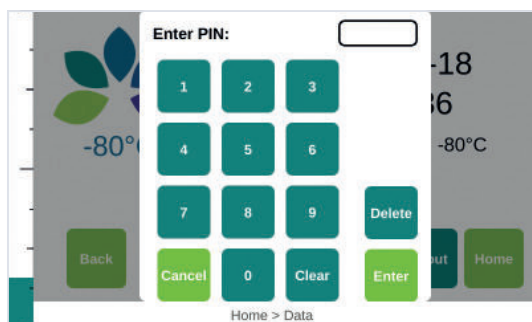 Enter PIN:
-18
36
1 2 3
-80°C
-80°C
4 5 6
7 8 9 Delete
Back
Cancel 0 Clear Enter
Home
Home > Data